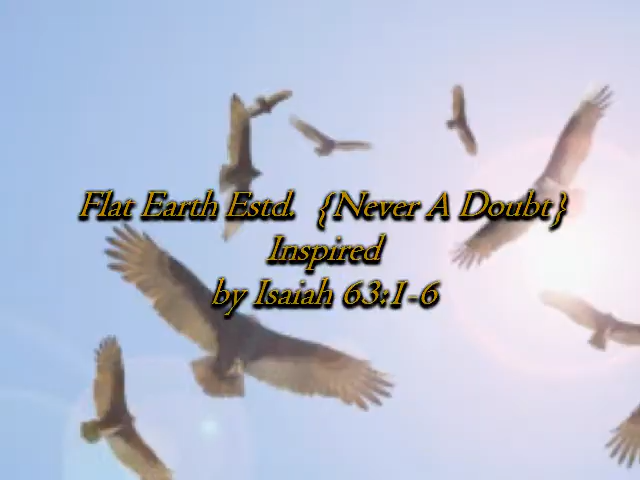 Flat Earth Estd. {Never A Doubt}
Inspired
by Isaiah 63:1-6